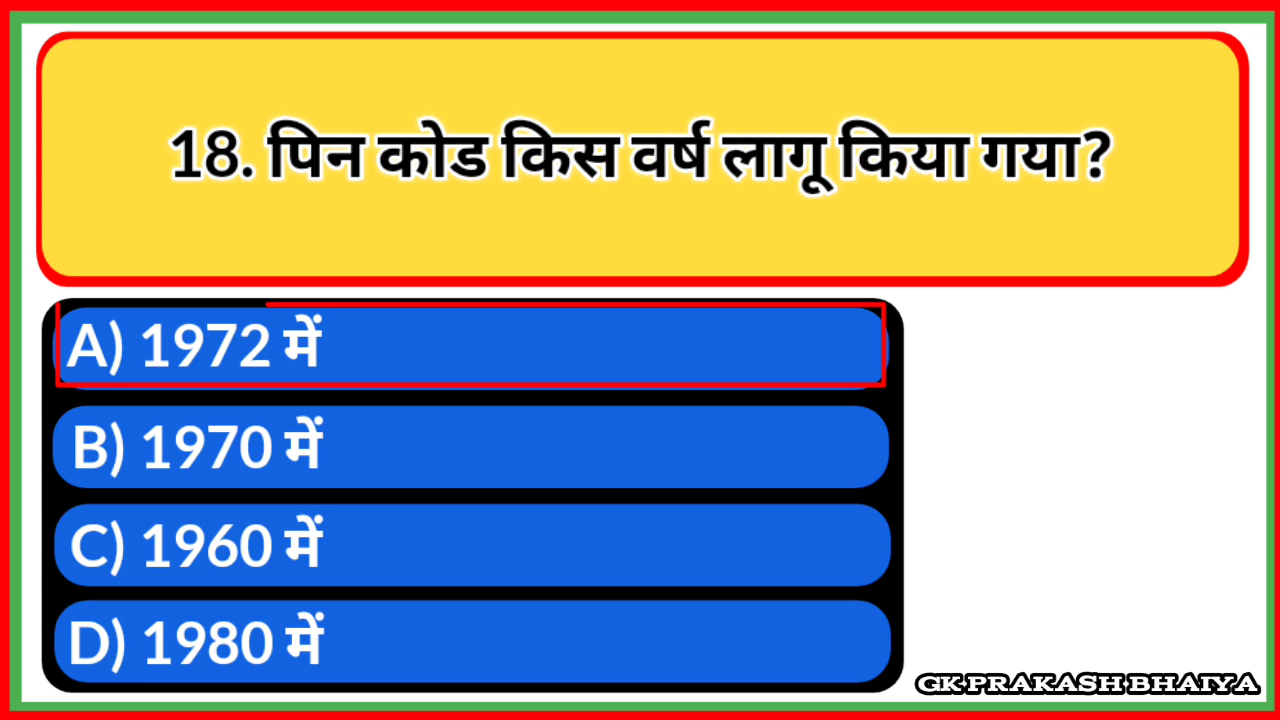 18. पिन कोड किस वर्ष लागू किया गया?
A) 1972 में
B) 1970 में
C) 1960 में
D) 1980 में
GK PRAKASH BHAIYA